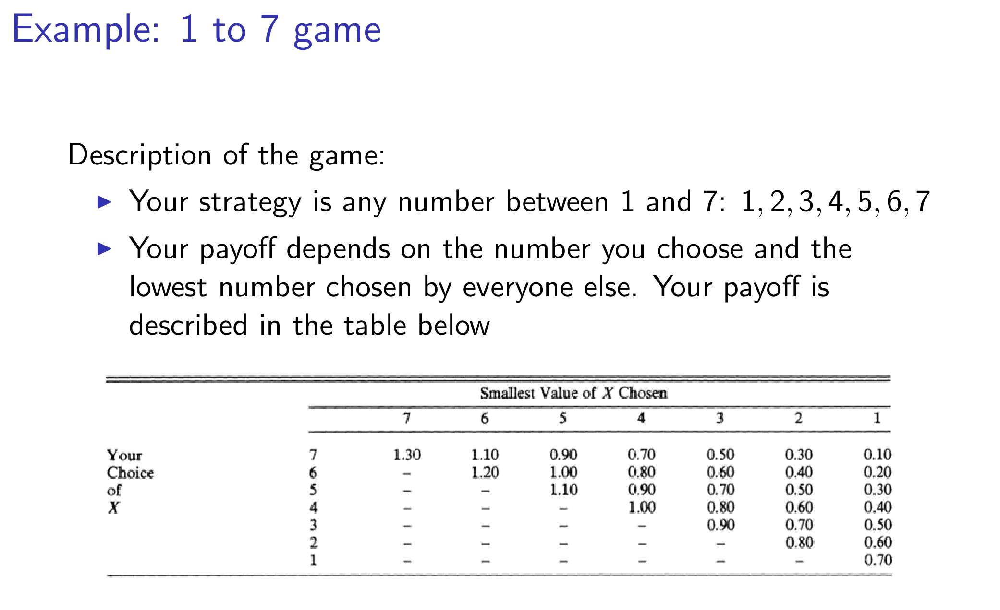 Example: 1 to 7 game
Description of the game:
▶ Your strategy is any number between 1 and 7: 1, 2, 3, 4, 5, 6, 7
▶ Your payoff depends on the number you choose and the
lowest number chosen by everyone else. Your payoff is
described in the table below
Smallest Value of X Chosen
7 6 5 4 3 2 1
Your 7 1.30 1.10 0.90 0.70 0.50 0.30 0.10
Choice 6 – 1.20 1.00 0.80 0.60 0.40 0.20
of 5 – – 1.10 0.90 0.70 0.50 0.30
X 4 – – – 1.00 0.80 0.60 0.40
3 – – – – 0.90 0.70 0.50
2 – – – – – 0.80 0.60
1 – – – – – – 0.70